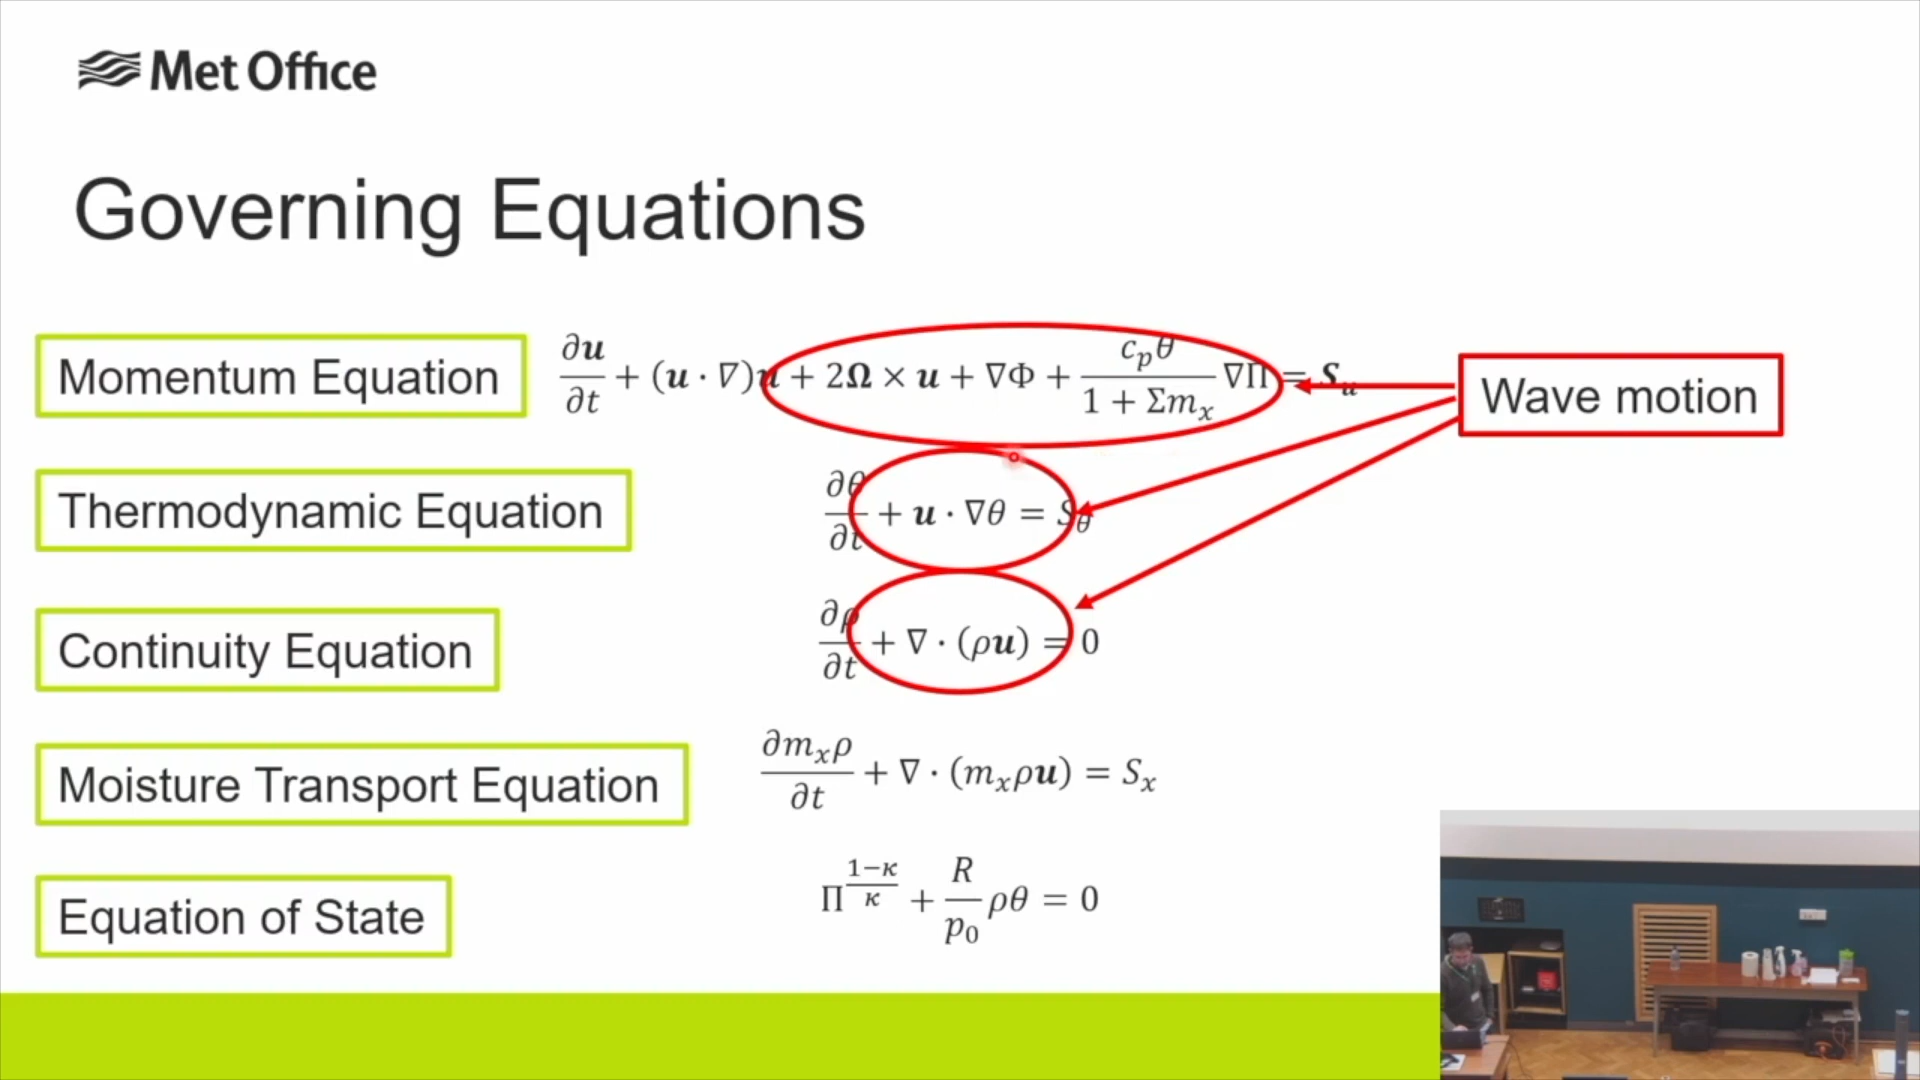 Met Office
Governing Equations
Momentum Equation
∂𝒖/∂t + (𝒖 · ∇)𝒖 + 2𝛀 × 𝒖 + ∇Φ + c_pθ/(1 + Σm_x) ∇Π = 𝑺_u
Wave motion
Thermodynamic Equation
∂θ/∂t + 𝒖 · ∇θ = S_θ
Continuity Equation
∂ρ/∂t + ∇ · (ρ𝒖) = 0
Moisture Transport Equation
∂m_xρ/∂t + ∇ · (m_xρ𝒖) = S_x
Equation of State
Π^((1−κ)/κ) + R/p_0 ρθ = 0